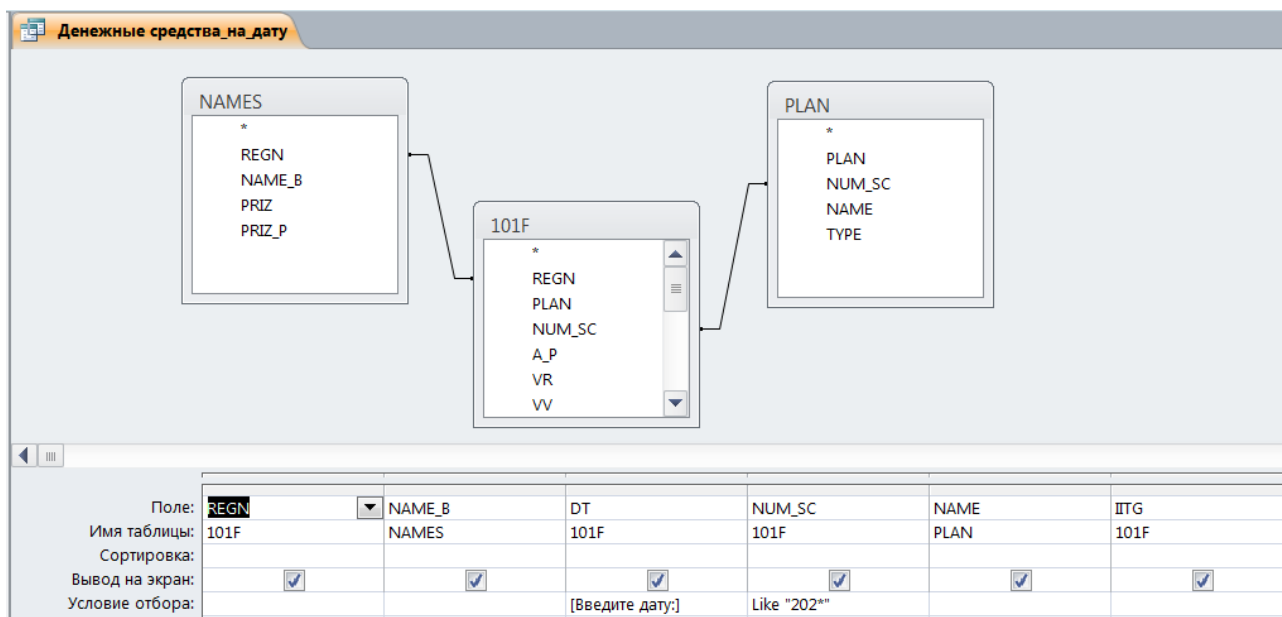 Денежные средства_на_дату
NAMES
*
REGN
NAME_B
PRIZ
PRIZ_P
101F
*
REGN
PLAN
NUM_SC
A_P
VR
VV
PLAN
*
PLAN
NUM_SC
NAME
TYPE
Поле: REGN NAME_B DT NUM_SC NAME IITG
Имя таблицы: 101F NAMES 101F 101F PLAN 101F
Сортировка:
Вывод на экран:
Условие отбора: [Введите дату:] Like "202*"